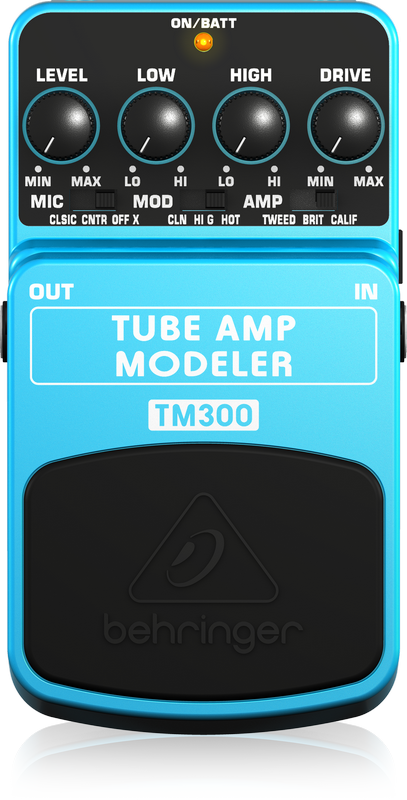 ON/BATT
LEVEL LOW HIGH DRIVE
MIN MAX LO HI LO HI MIN MAX
MIC MOD AMP
CLSIC CNTR OFF X CLN HI G HOT TWEED BRIT CALIF
OUT IN
TUBE AMP
MODELER
TM300
behringer